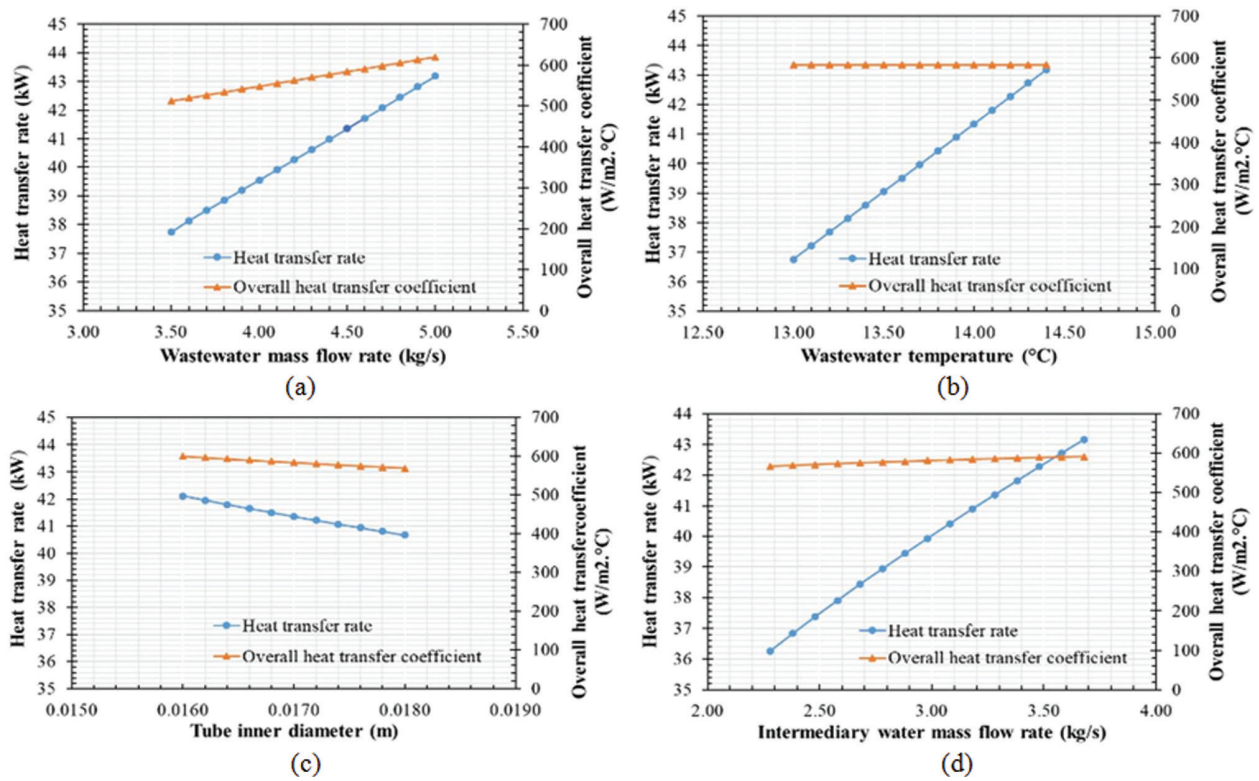 45
44
43
42
41
40
39
38
37
36
35
Heat transfer rate (kW)
700
600
500
400
300
200
100
0
Overall heat transfer coefficient
(W/m2.°C)
Heat transfer rate
Overall heat transfer coefficient
3.00 3.50 4.00 4.50 5.00 5.50
Wastewater mass flow rate (kg/s)
(a)
45
44
43
42
41
40
39
38
37
36
35
Heat transfer rate (kW)
700
600
500
400
300
200
100
0
Overall heat transfer coefficient
(W/m2.°C)
Heat transfer rate
Overall heat transfer coefficient
12.50 13.00 13.50 14.00 14.50 15.00
Wastewater temperature (°C)
(b)
45
44
43
42
41
40
39
38
37
36
35
Heat transfer rate (kW)
700
600
500
400
300
200
100
0
Overall heat transfercoefficient
(W/m2.°C)
Heat transfer rate
Overall heat transfer coefficient
0.0150 0.0160 0.0170 0.0180 0.0190
Tube inner diameter (m)
(c)
44
43
42
41
40
39
38
37
36
35
Heat transfer rate (kW)
700
600
500
400
300
200
100
0
Overall heat transfer coefficient
(W/m2.°C)
Heat transfer rate
Overall heat transfer coefficient
2.00 2.50 3.00 3.50 4.00
Intermediary water mass flow rate (kg/s)
(d)